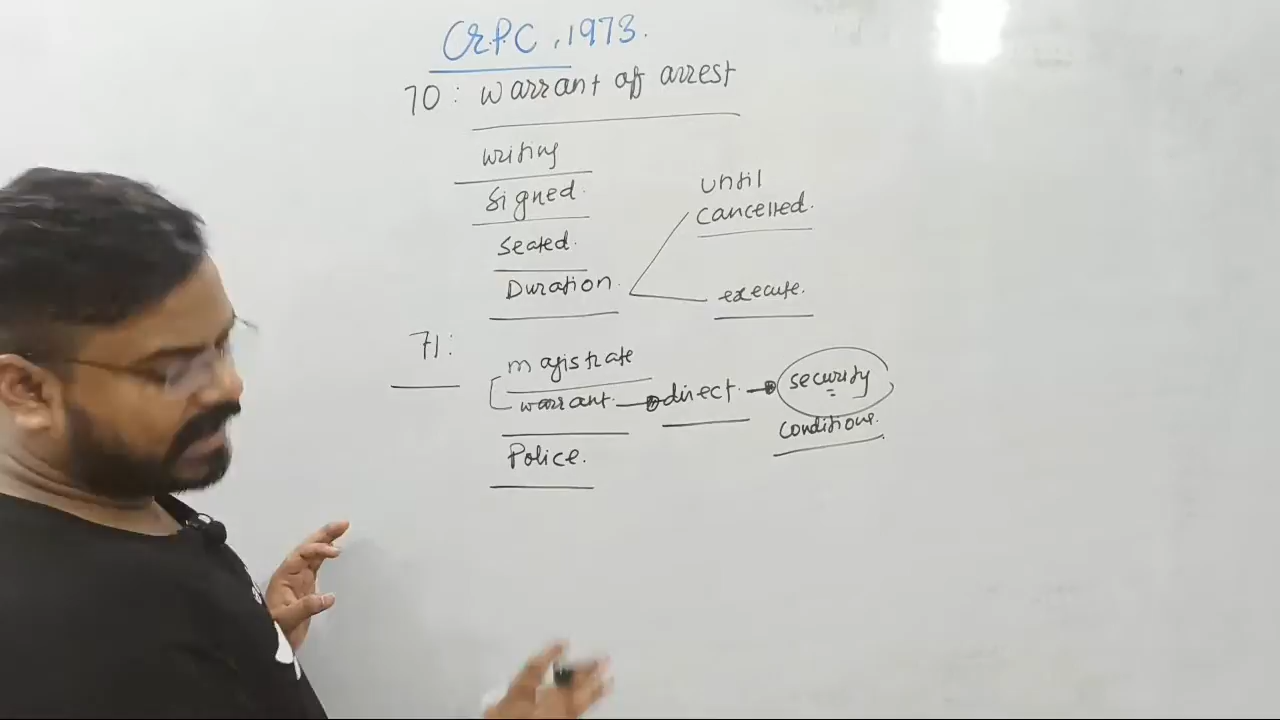 CR.P.C, 1973.
70: warrant of arrest
writing
Signed.
Sealed.
Duration.
until
cancelled.
execute.
71:
magistrate
warrant. direct. security
conditions.
Police.